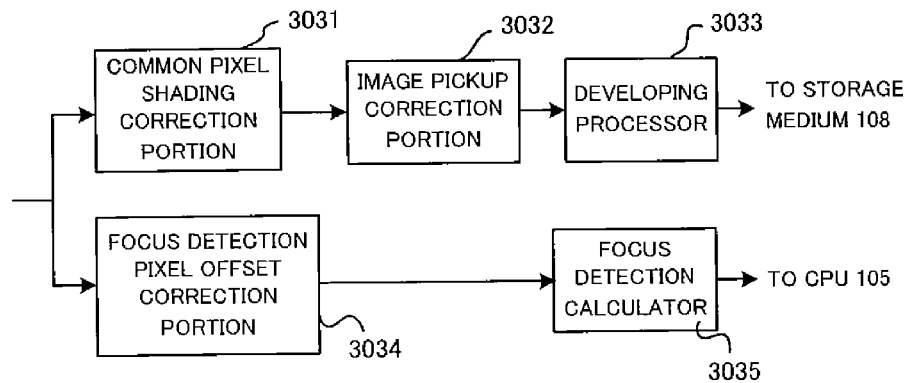 3031
COMMON PIXEL
SHADING
CORRECTION
PORTION
3032
IMAGE PICKUP
CORRECTION
PORTION
3033
DEVELOPING
PROCESSOR
TO STORAGE
MEDIUM 108
FOCUS DETECTION
PIXEL OFFSET
CORRECTION
PORTION
3034
FOCUS
DETECTION
CALCULATOR
3035
TO CPU 105